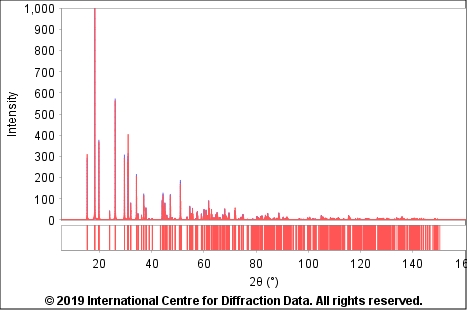 1,000
900
800
700
600
500
400
300
200
100
0
Intensity
20 40 60 80 100 120 140 16
2θ (°)
© 2019 International Centre for Diffraction Data. All rights reserved.